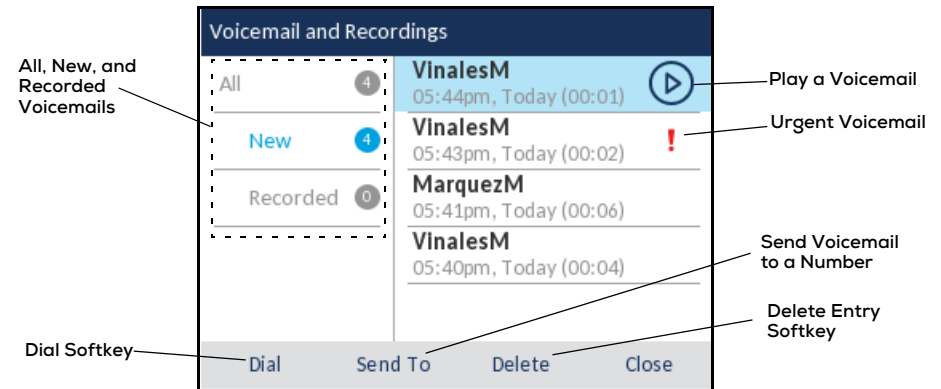 Voicemail and Recordings
All, New, and
Recorded
Voicemails
All 4
New 4
Recorded 0
VinalesM
05:44pm, Today (00:01)
VinalesM
05:43pm, Today (00:02)
!
MarquezM
05:41pm, Today (00:06)
VinalesM
05:40pm, Today (00:04)
Play a Voicemail
Urgent Voicemail
Send Voicemail
to a Number
Delete Entry
Softkey
Dial Softkey
Dial Send To Delete Close